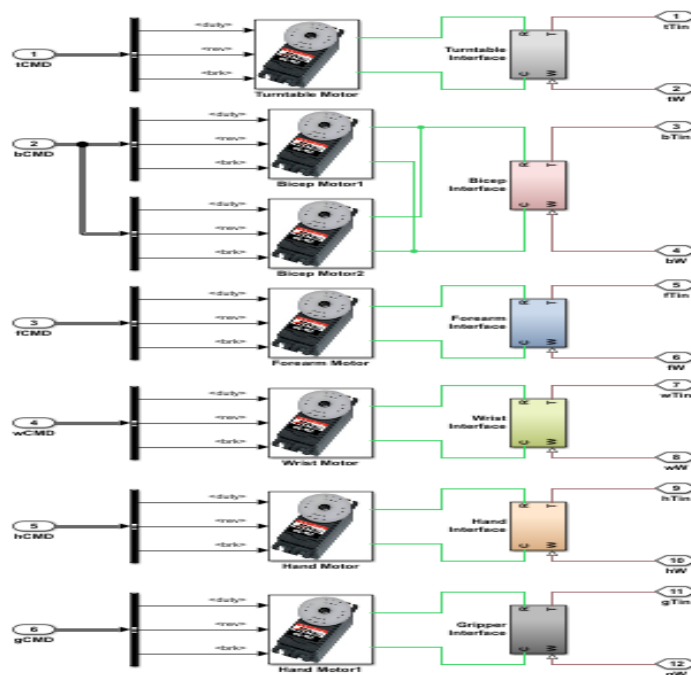 1
tCMD
<duty>
<rev>
<brk>
Turntable Motor
Turntable
Interface
R
T
C
W
1
tTin
2
tW
2
bCMD
<duty>
<rev>
<brk>
Bicep Motor1
<duty>
<rev>
<brk>
Bicep Motor2
Bicep
Interface
R
T
C
W
3
bTin
4
bW
3
fCMD
<duty>
<rev>
<brk>
Forearm Motor
Forearm
Interface
R
T
C
W
5
fTin
6
fW
4
wCMD
<duty>
<rev>
<brk>
Wrist Motor
Wrist
Interface
R
T
C
W
7
wTin
8
wW
5
hCMD
<duty>
<rev>
<brk>
Hand Motor
Hand
Interface
R
T
C
W
9
hTin
10
hW
6
gCMD
<duty>
<rev>
<brk>
Hand Motor1
Gripper
Interface
R
T
C
W
11
gTin
12
gW